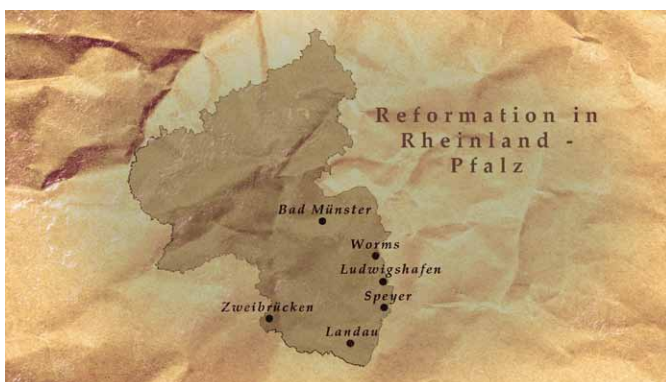 Reformation in
Rheinland -
Pfalz
Bad Münster
Worms
Ludwigshafen
Speyer
Zweibrücken
Landau